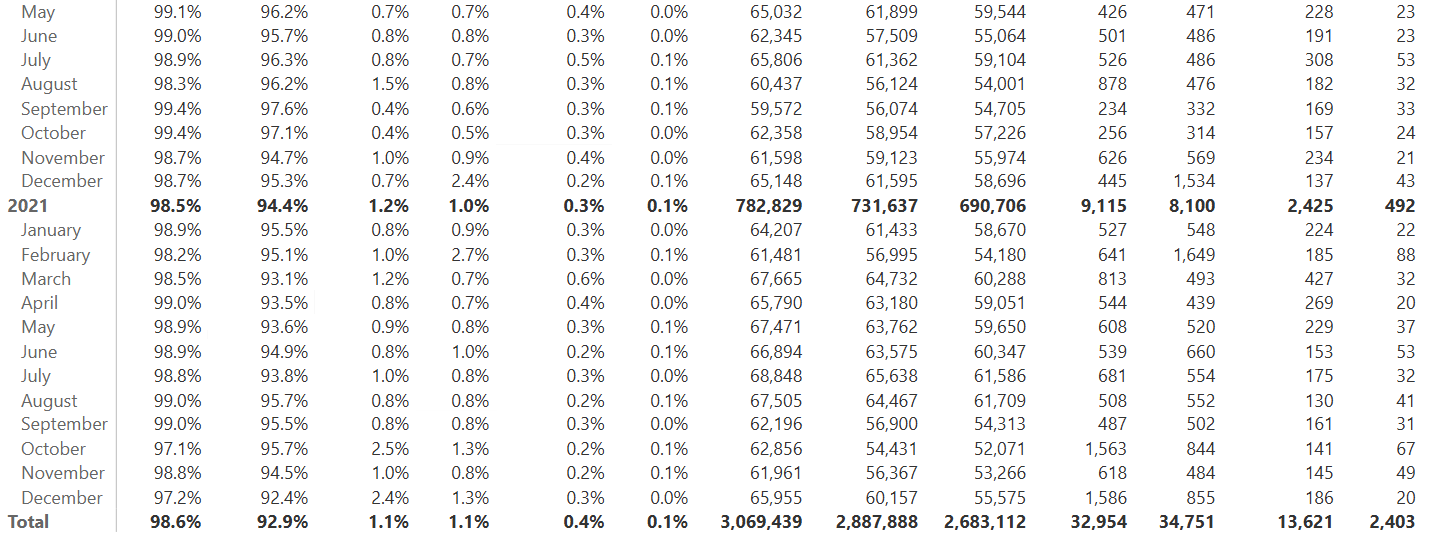 May 99.1% 96.2% 0.7% 0.7% 0.4% 0.0% 65,032 61,899 59,544 426 471 228 23
June 99.0% 95.7% 0.8% 0.8% 0.3% 0.0% 62,345 57,509 55,064 501 486 191 23
July 98.9% 96.3% 0.8% 0.7% 0.5% 0.1% 65,806 61,362 59,104 526 486 308 53
August 98.3% 96.2% 1.5% 0.8% 0.3% 0.1% 60,437 56,124 54,001 878 476 182 32
September 99.4% 97.6% 0.4% 0.6% 0.3% 0.1% 59,572 56,074 54,705 234 332 169 33
October 99.4% 97.1% 0.4% 0.5% 0.3% 0.0% 62,358 58,954 57,226 256 314 157 24
November 98.7% 94.7% 1.0% 0.9% 0.4% 0.0% 61,598 59,123 55,974 626 569 234 21
December 98.7% 95.3% 0.7% 2.4% 0.2% 0.1% 65,148 61,595 58,696 445 1,534 137 43
2021 98.5% 94.4% 1.2% 1.0% 0.3% 0.1% 782,829 731,637 690,706 9,115 8,100 2,425 492
January 98.9% 95.5% 0.8% 0.9% 0.3% 0.0% 64,207 61,433 58,670 527 548 224 22
February 98.2% 95.1% 1.0% 2.7% 0.3% 0.1% 61,481 56,995 54,180 641 1,649 185 88
March 98.5% 93.1% 1.2% 0.7% 0.6% 0.0% 67,665 64,732 60,288 813 493 427 32
April 99.0% 93.5% 0.8% 0.7% 0.4% 0.0% 65,790 63,180 59,051 544 439 269 20
May 98.9% 93.6% 0.9% 0.8% 0.3% 0.1% 67,471 63,762 59,650 608 520 229 37
June 98.9% 94.9% 0.8% 1.0% 0.2% 0.1% 66,894 63,575 60,347 539 660 153 53
July 98.8% 93.8% 1.0% 0.8% 0.3% 0.0% 68,848 65,638 61,586 681 554 175 32
August 99.0% 95.7% 0.8% 0.8% 0.2% 0.1% 67,505 64,467 61,709 508 552 130 41
September 99.0% 95.5% 0.8% 0.8% 0.3% 0.0% 62,196 56,900 54,313 487 502 161 31
October 97.1% 95.7% 2.5% 1.3% 0.2% 0.1% 62,856 54,431 52,071 1,563 844 141 67
November 98.8% 94.5% 1.0% 0.8% 0.2% 0.1% 61,961 56,367 53,266 618 484 145 49
December 97.2% 92.4% 2.4% 1.3% 0.3% 0.0% 65,955 60,157 55,575 1,586 855 186 20
Total 98.6% 92.9% 1.1% 1.1% 0.4% 0.1% 3,069,439 2,887,888 2,683,112 32,954 34,751 13,621 2,403